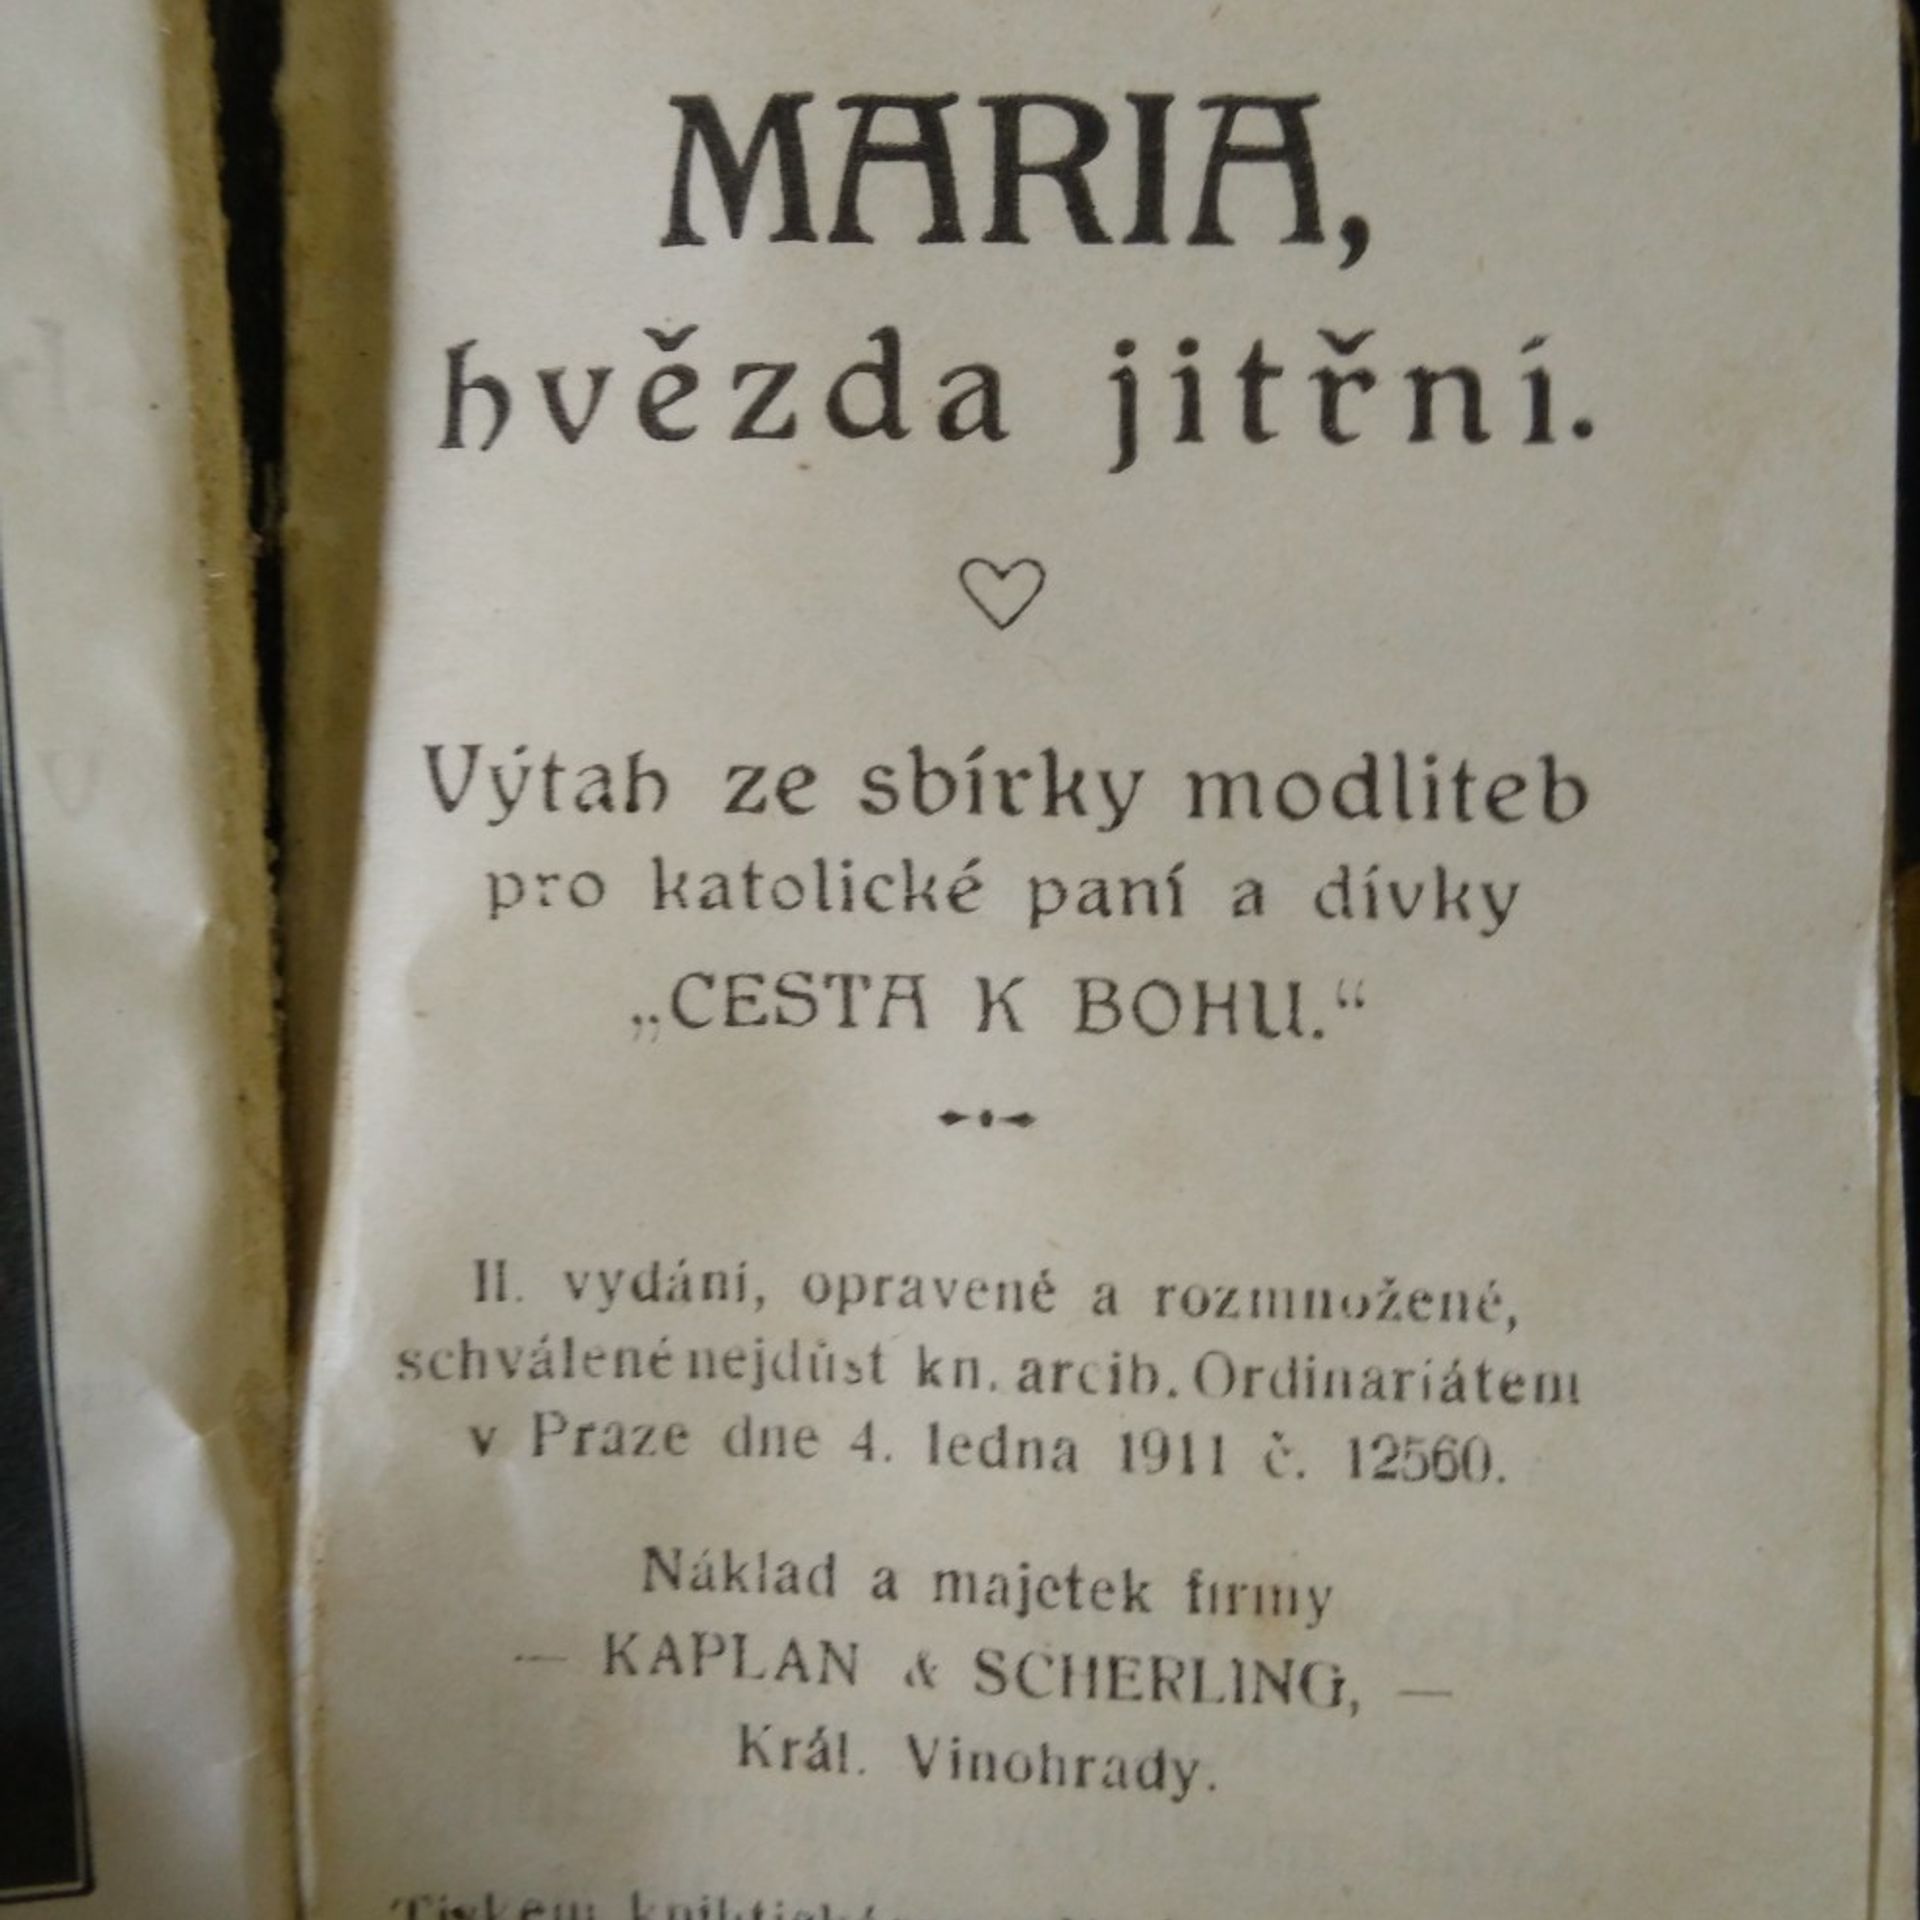 MARIA,
hvězda jitřní.
Výtah ze sbírky modliteb
pro katolické paní a dívky
„CESTA K BOHU.“
II. vydání, opravené a rozmnožené,
schválené nejdůst kn. arcib. Ordinariátem
v Praze dne 4. ledna 1911 č. 12560.
Náklad a majetek firmy
— KAPLAN & SCHERLING, —
Král. Vinohrady.
Tiskem